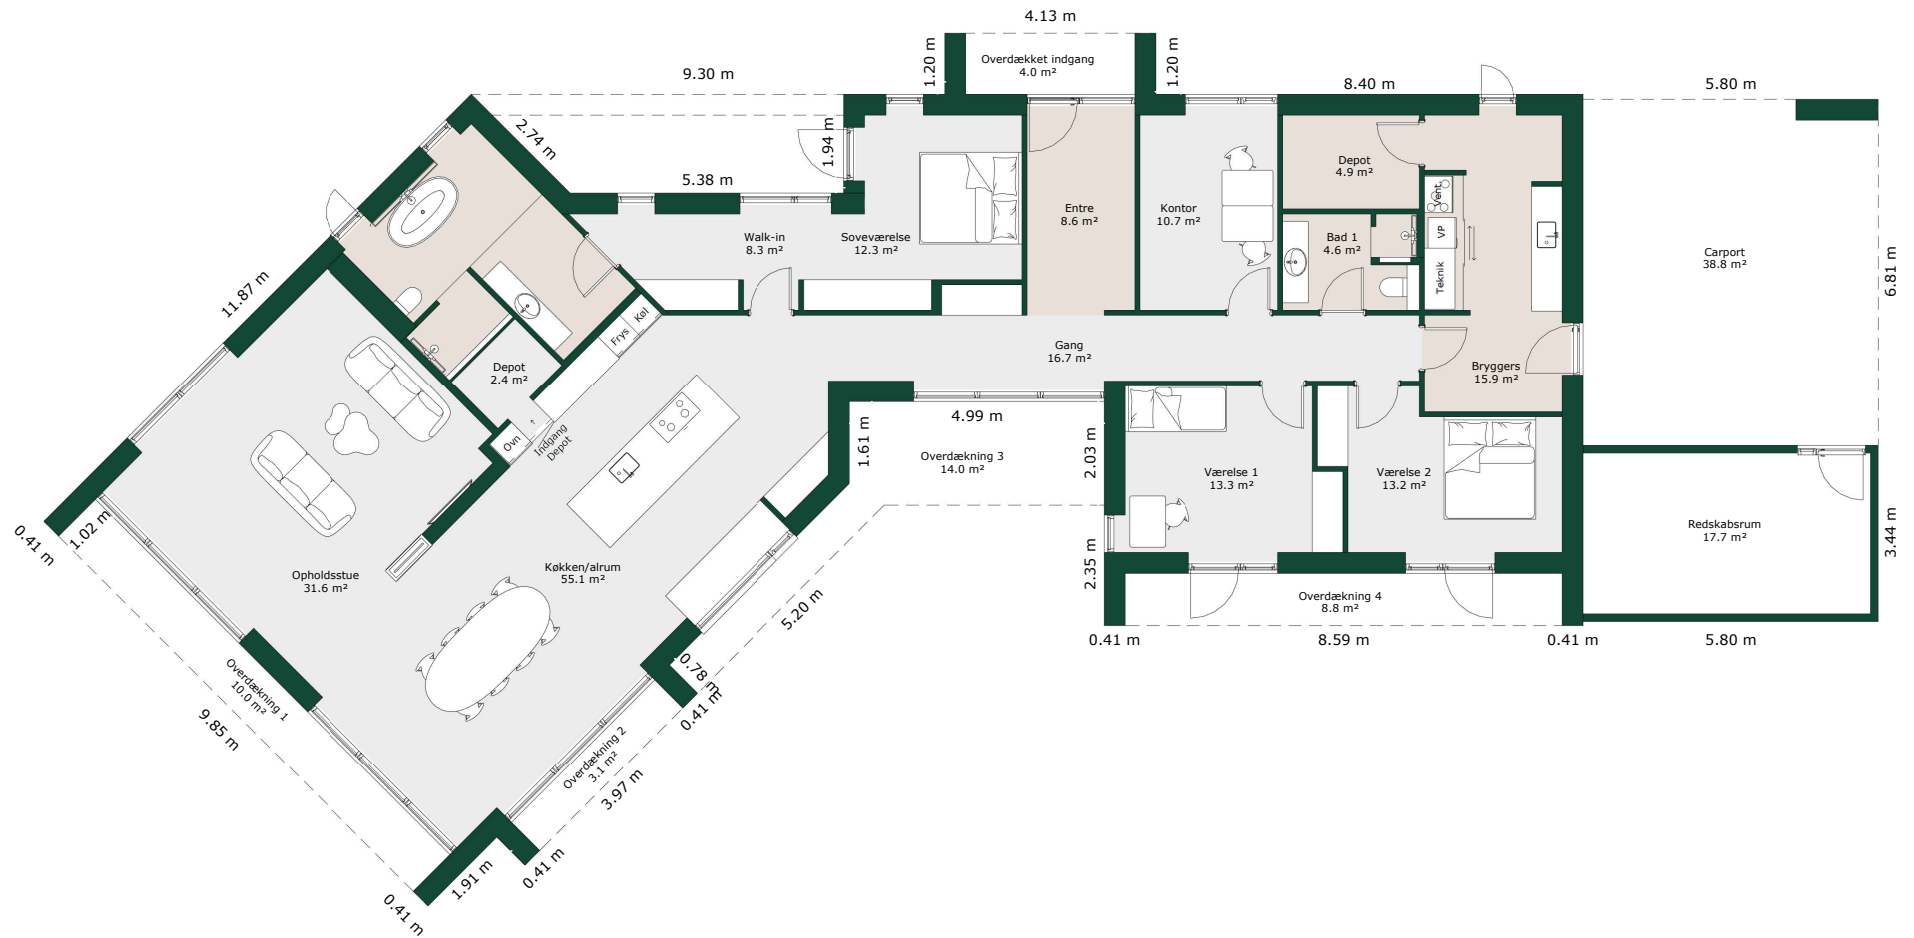 4.13 m
Overdækket indgang
4.0 m²
1.20 m
1.20 m
9.30 m
8.40 m
5.80 m
2.74 m
1.94 m
5.38 m
Walk-in
8.3 m²
Soveværelse
12.3 m²
Entre
8.6 m²
Kontor
10.7 m²
Depot
4.9 m²
Bad 1
4.6 m²
Vent.
VP
Teknik
Carport
38.8 m²
6.81 m
11.87 m
Køl
Frys
Depot
2.4 m²
Ovn
Indgang
Depot
Gang
16.7 m²
Bryggers
15.9 m²
4.99 m
1.61 m
Overdækning 3
14.0 m²
2.03 m
Værelse 1
13.3 m²
Værelse 2
13.2 m²
Redskabsrum
17.7 m²
3.44 m
0.41 m
1.02 m
Opholdsstue
31.6 m²
Køkken/alrum
55.1 m²
5.20 m
2.35 m
Overdækning 4
8.8 m²
0.41 m
8.59 m
0.41 m
5.80 m
Overdækning 1
10.0 m²
9.85 m
0.78 m
0.41 m
Overdækning 2
3.1 m²
3.97 m
0.41 m
1.91 m
0.41 m